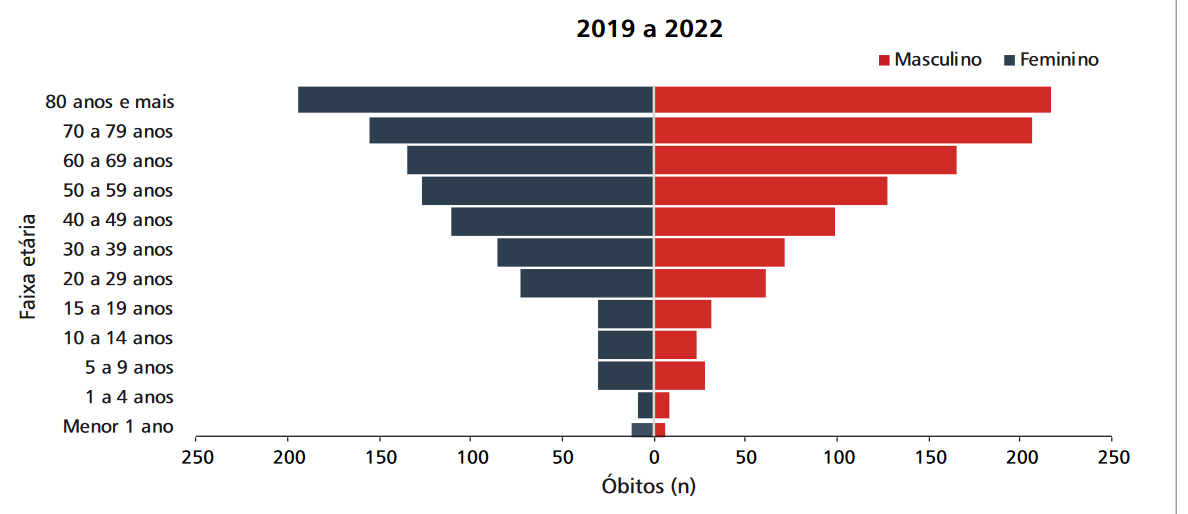 2019 a 2022
Masculino Feminino
80 anos e mais
70 a 79 anos
60 a 69 anos
50 a 59 anos
40 a 49 anos
30 a 39 anos
20 a 29 anos
15 a 19 anos
10 a 14 anos
5 a 9 anos
1 a 4 anos
Menor 1 ano
Faixa etária
250 200 150 100 50 0 50 100 150 200 250
Óbitos (n)